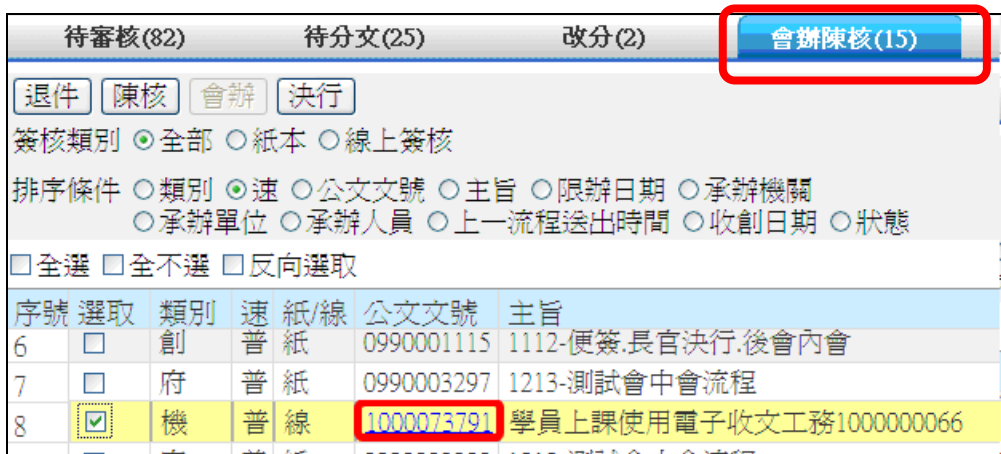 待審核(82) 待分文(25) 改分(2) 會辦陳核(15)
退件 陳核 會辦 決行
簽核類別 全部 紙本 線上簽核
排序條件 類別 速 公文文號 主旨 限辦日期 承辦機關
承辦單位 承辦人員 上一流程送出時間 收創日期 狀態
全選 全不選 反向選取
序號 選取 類別 速 紙/線 公文文號 主旨
6 創 普 紙 0990001115 1112-便簽.長官決行.後會內會
7 府 普 紙 0990003297 1213-測試會中會流程
8 機 普 線 1000073791 學員上課使用電子收文工務1000000066